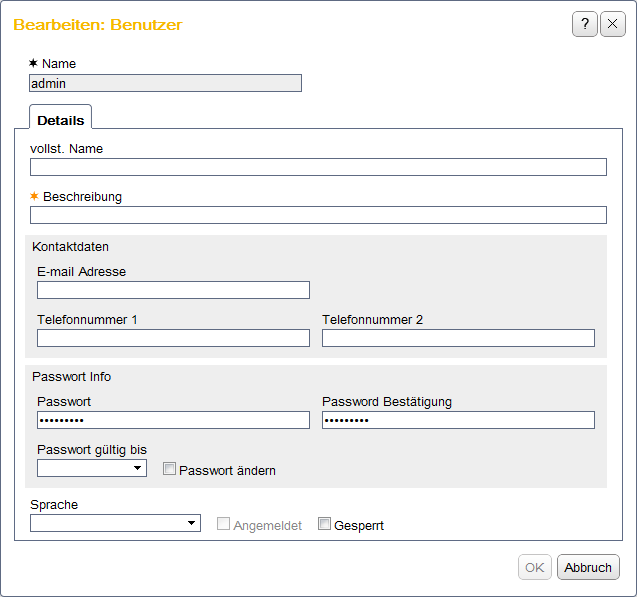 Bearbeiten: Benutzer
?
Name
admin
Details
vollst. Name
Beschreibung
Kontaktdaten
E-mail Adresse
Telefonnummer 1 Telefonnummer 2
Passwort Info
Passwort Password Bestätigung
••••••••• •••••••••
Passwort gültig bis
Passwort ändern
Sprache
Angemeldet Gesperrt
OK Abbruch